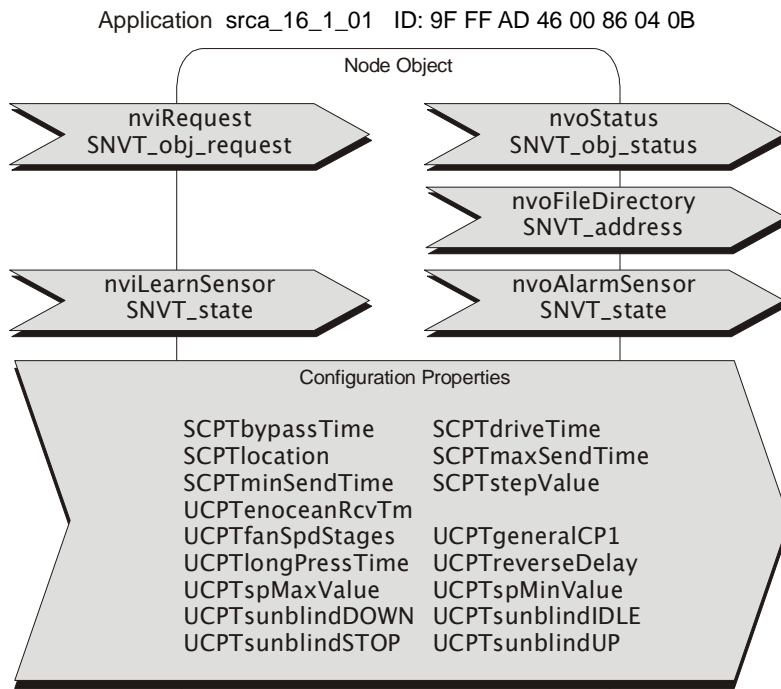 Application srca_16_1_01 ID: 9F FF AD 46 00 86 04 0B
Node Object
nviRequest
SNVT_obj_request
nvoStatus
SNVT_obj_status
nvoFileDirectory
SNVT_address
nviLearnSensor
SNVT_state
nvoAlarmSensor
SNVT_state
Configuration Properties
SCPTbypassTime SCPTdriveTime
SCPTlocation SCPTmaxSendTime
SCPTminSendTime SCPTstepValue
UCPTenoceanRcvTm
UCPTfanSpdStages UCPTgeneralCP1
UCPTlongPressTime UCPTreverseDelay
UCPTspMaxValue UCPTspMinValue
UCPTsunblindDOWN UCPTsunblindIDLE
UCPTsunblindSTOP UCPTsunblindUP